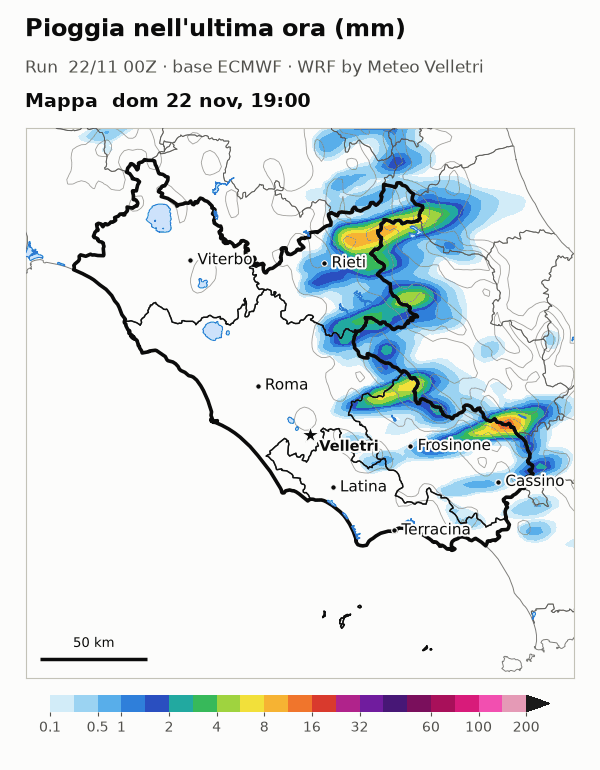 Pioggia nell'ultima ora (mm)
Run  22/11 00Z · base ECMWF · WRF by Meteo Velletri
Mappa  dom 22 nov, 19:00
Viterbo
Rieti
Roma
Velletri
Frosinone
Latina
Cassino
Terracina
50 km
0.1 0.5 1 2 4 8 16 32 60 100 200